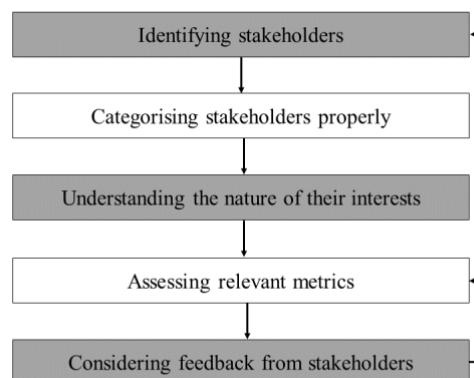 Identifying stakeholders
Categorising stakeholders properly
Understanding the nature of their interests
Assessing relevant metrics
Considering feedback from stakeholders